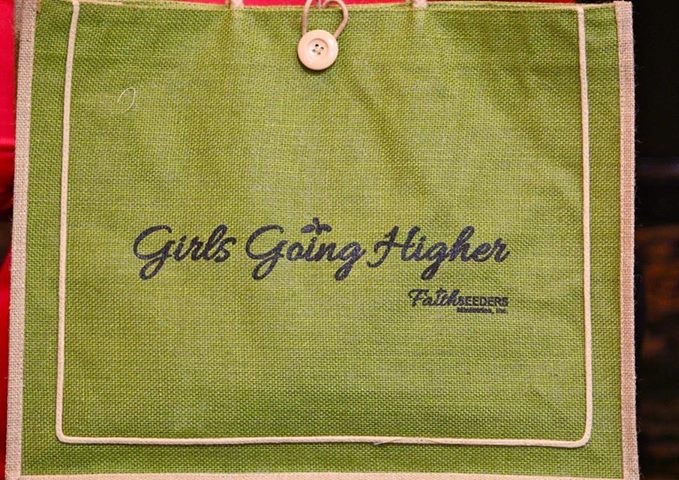 Girls Going Higher
FaithSEEDERS
Ministries, Inc.